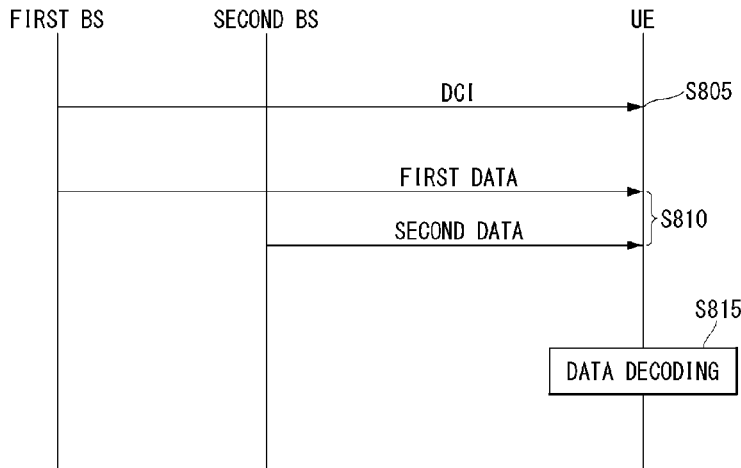 FIRST BS
SECOND BS
UE
DCI
S805
FIRST DATA
SECOND DATA
S810
S815
DATA DECODING